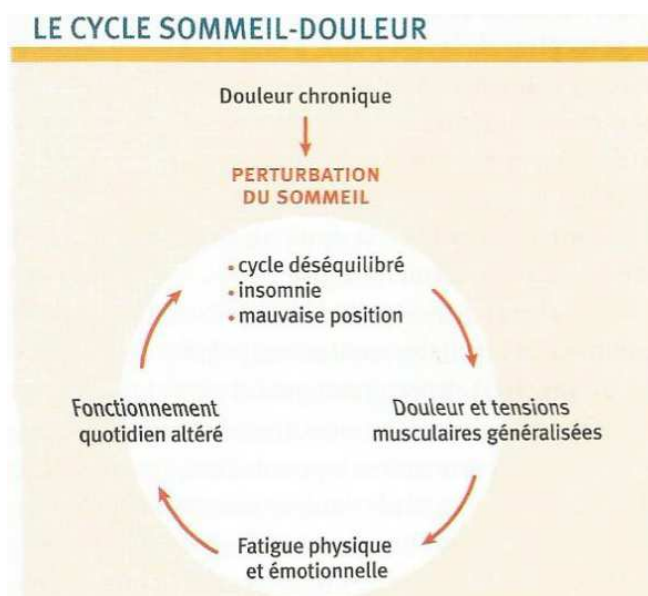 LE CYCLE SOMMEIL-DOULEUR
Douleur chronique
PERTURBATION
DU SOMMEIL
• cycle déséquilibré
• insomnie
• mauvaise position
Douleur et tensions
musculaires généralisées
Fatigue physique
et émotionnelle
Fonctionnement
quotidien altéré